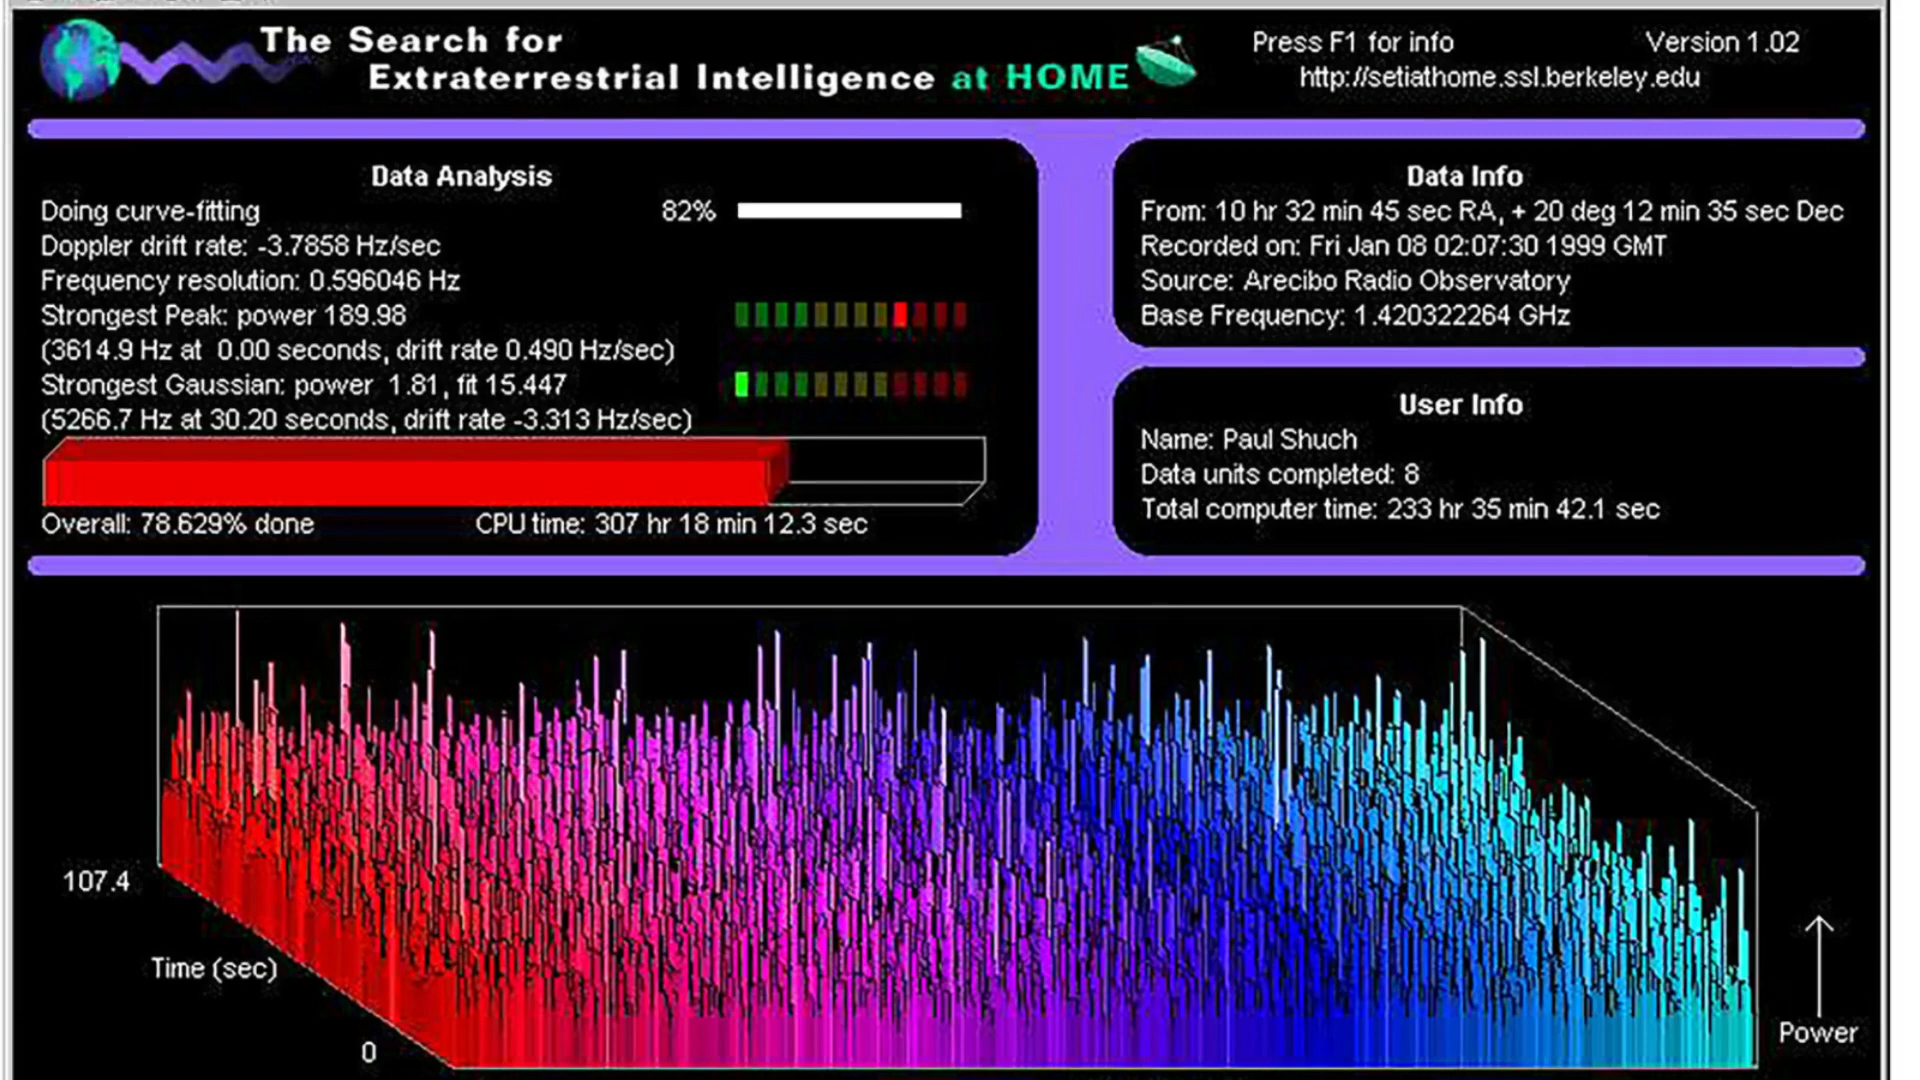 The Search for
Extraterrestrial Intelligence at HOME
Press F1 for info Version 1.02
http://setiathome.ssl.berkeley.edu
Data Analysis
Doing curve-fitting 82%
Doppler drift rate: -3.7858 Hz/sec
Frequency resolution: 0.596046 Hz
Strongest Peak: power 189.98
(3614.9 Hz at 0.00 seconds, drift rate 0.490 Hz/sec)
Strongest Gaussian: power 1.81, fit 15.447
(5266.7 Hz at 30.20 seconds, drift rate -3.313 Hz/sec)
Overall: 78.629% done CPU time: 307 hr 18 min 12.3 sec
Data Info
From: 10 hr 32 min 45 sec RA, + 20 deg 12 min 35 sec Dec
Recorded on: Fri Jan 08 02:07:30 1999 GMT
Source: Arecibo Radio Observatory
Base Frequency: 1.420322264 GHz
User Info
Name: Paul Shuch
Data units completed: 8
Total computer time: 233 hr 35 min 42.1 sec
107.4
Time (sec)
0
Power